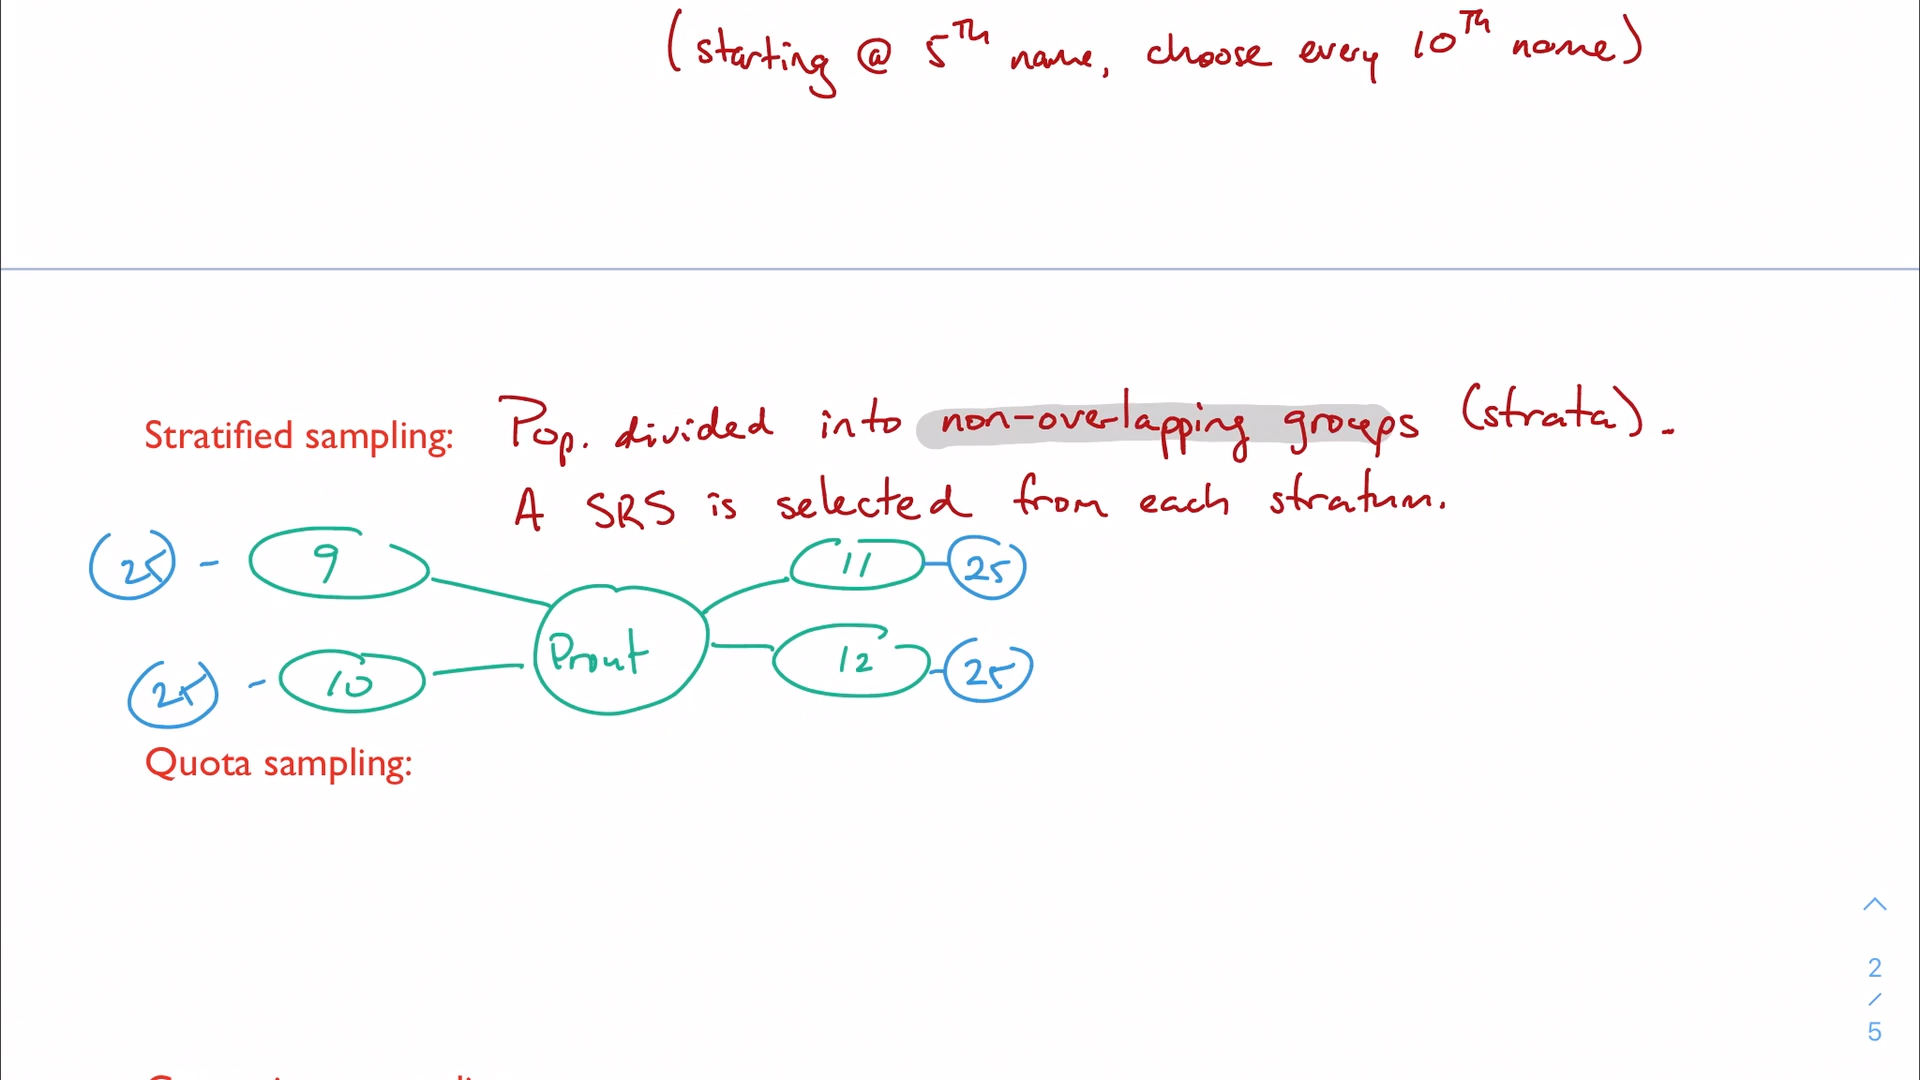 (starting @ 5Th name, choose every 10Th name)
Stratified sampling: Pop. divided into non-overlapping groups (strata).
A SRS is selected from each stratum.
25 - 9
11 - 25
Prout
25 - 10
12 - 25
Quota sampling:
2
/
5